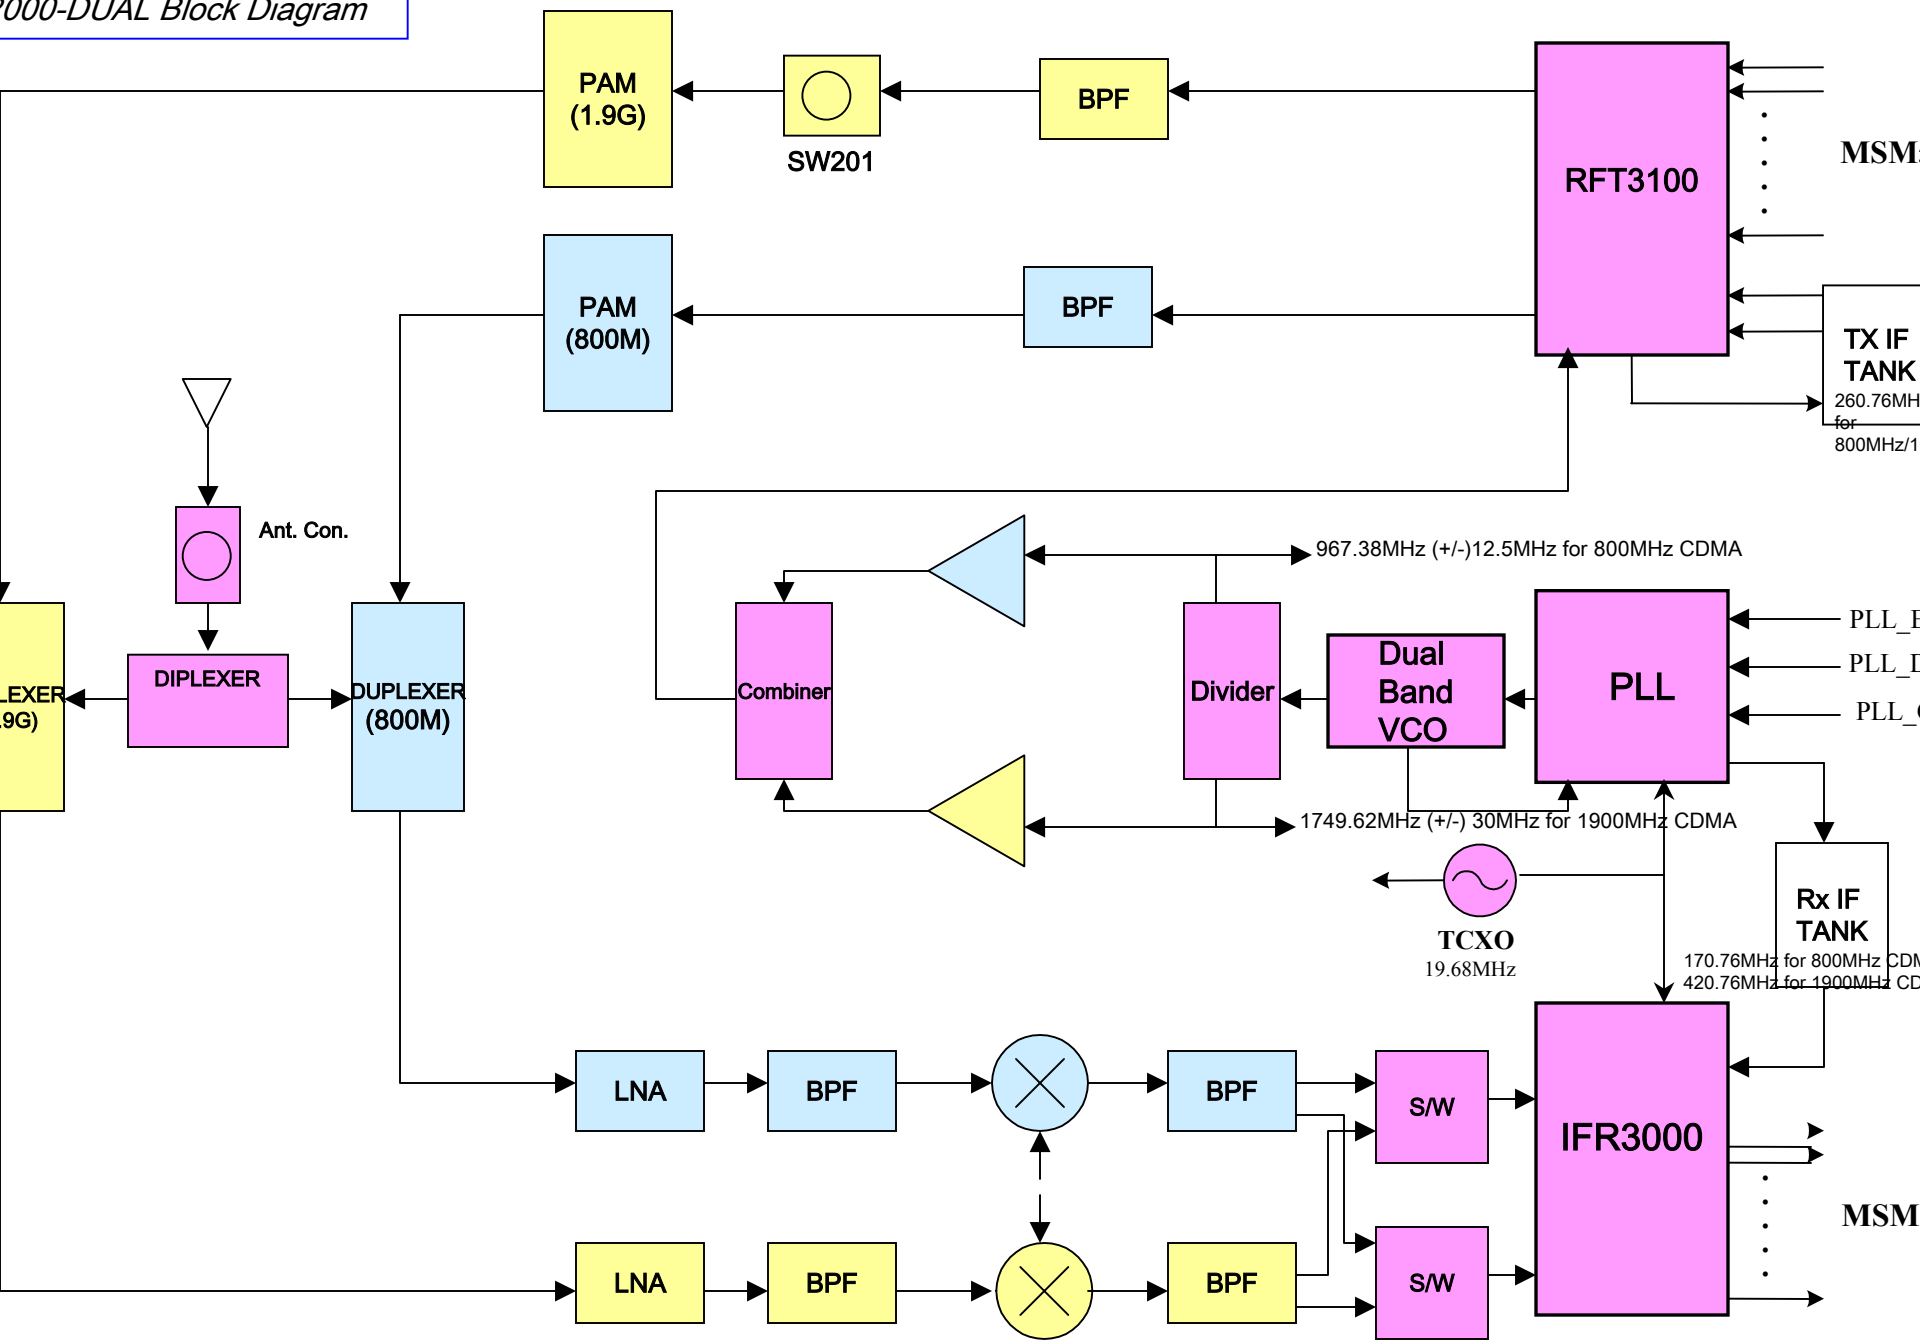 000-DUAL Block Diagram
PAM
(1.9G)
SW201
BPF
RFT3100
MSM
PAM
(800M)
BPF
TX IF
TANK
260.76MH
for
800MHz/1
Ant. Con.
967.38MHz (+/-)12.5MHz for 800MHz CDMA
PLL_
PLL_
PLL_
LEXER
.9G)
DIPLEXER
DUPLEXER
(800M)
Combiner
Divider
Dual
Band
VCO
PLL
1749.62MHz (+/-) 30MHz for 1900MHz CDMA
TCXO
19.68MHz
Rx IF
TANK
170.76MHz for 800MHz CDM
420.76MHz for 1900MHz CD
LNA
BPF
BPF
S/W
IFR3000
MSM
LNA
BPF
BPF
S/W